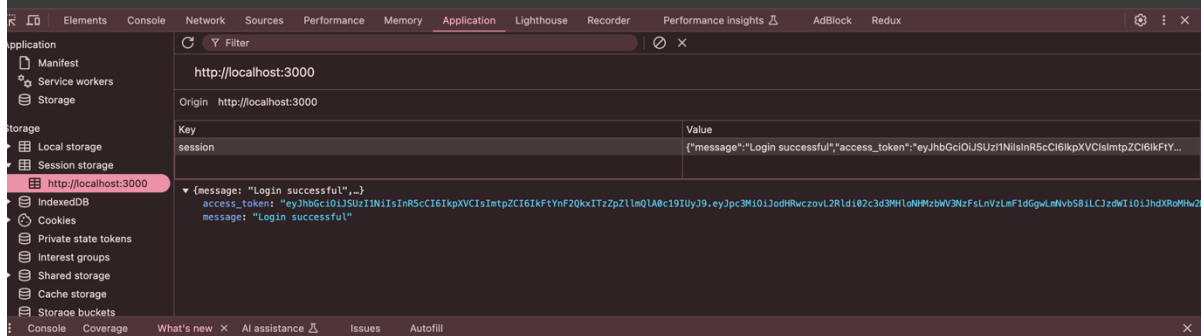 Elements Console Network Sources Performance Memory Application Lighthouse Recorder Performance insights AdBlock Redux
Application
Filter
Manifest
http://localhost:3000
Service workers
Storage
Origin http://localhost:3000
Storage
Key Value
Local storage
session {"message":"Login successful","access_token":"eyJhbGciOiJSUzI1NiIsInR5cCI6IkpXVCIsImtpZCI6IkFtY...
Session storage
http://localhost:3000
{message: "Login successful",…}
IndexedDB
access_token:
Cookies
message: "Login successful"
Private state tokens
Interest groups
Shared storage
Cache storage
Storage buckets
Console Coverage What's new AI assistance Issues Autofill